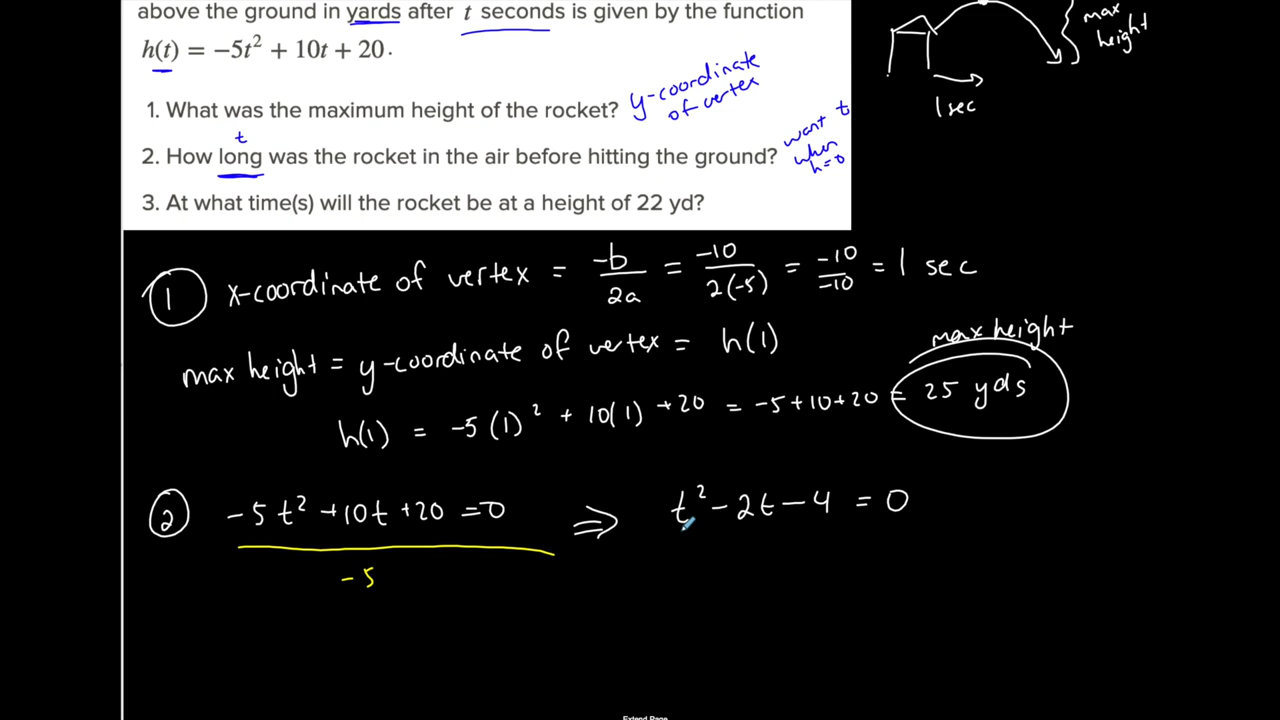 above the ground in yards after t seconds is given by the function
h(t) = −5t² + 10t + 20.
max
height
1 sec
1. What was the maximum height of the rocket?
y-coordinate
of vertex
t
2. How long was the rocket in the air before hitting the ground?
want t
when
h=0
3. At what time(s) will the rocket be at a height of 22 yd?
1 x-coordinate of vertex = -b/2a = -10/2(-5) = -10/-10 = 1 sec
max height = y-coordinate of vertex = h(1)
max height
h(1) = -5(1)² + 10(1) +20 = -5+10+20 = 25 yds
2 -5t² +10t +20 =0 ⇒ t² -2t -4 = 0
-5
Extend Page